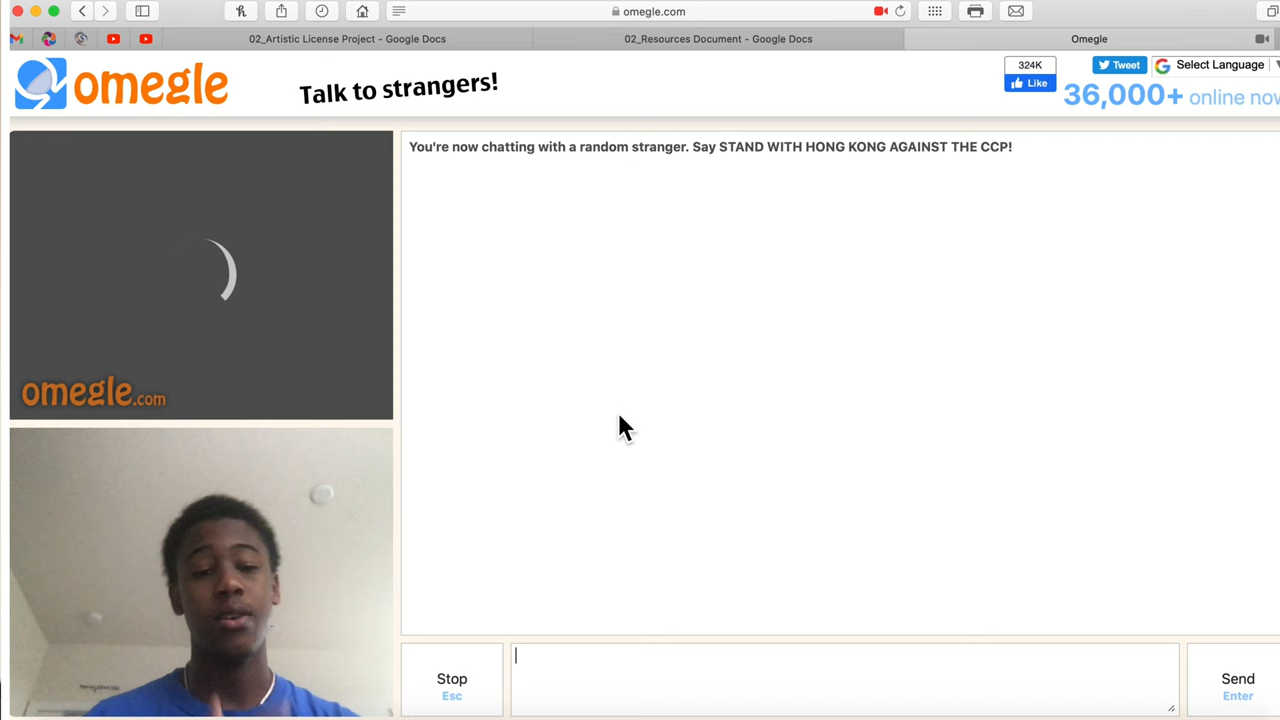 omegle.com
02_Artistic License Project - Google Docs
02_Resources Document - Google Docs
Omegle
omegle
Talk to strangers!
324K
Like
Tweet
Select Language
36,000+ online now
You're now chatting with a random stranger. Say STAND WITH HONG KONG AGAINST THE CCP!
omegle.com
Stop
Esc
Send
Enter